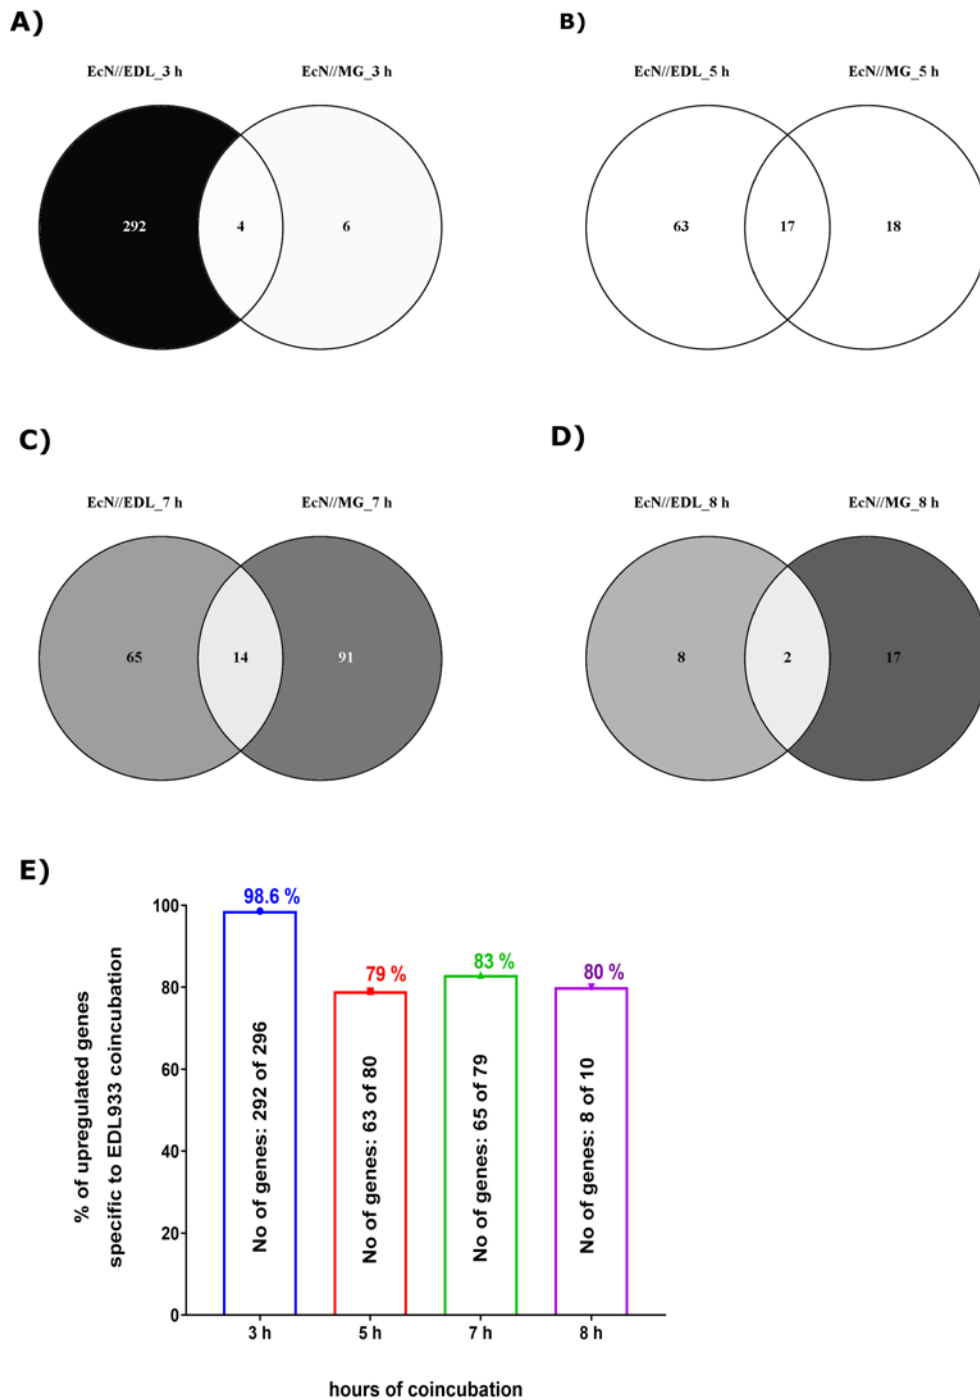 A)
EcN//EDL_3 h
EcN//MG_3 h
292
4
6
B)
EcN//EDL_5 h
EcN//MG_5 h
63
17
18
C)
EcN//EDL_7 h
EcN//MG_7 h
65
14
91
D)
EcN//EDL_8 h
EcN//MG_8 h
8
2
17
E)
% of upregulated genes
specific to EDL933 coincubation
100
80
60
40
20
0
98.6 %
79 %
83 %
80 %
No of genes: 292 of 296
No of genes: 63 of 80
No of genes: 65 of 79
No of genes: 8 of 10
3 h
5 h
7 h
8 h
hours of coincubation